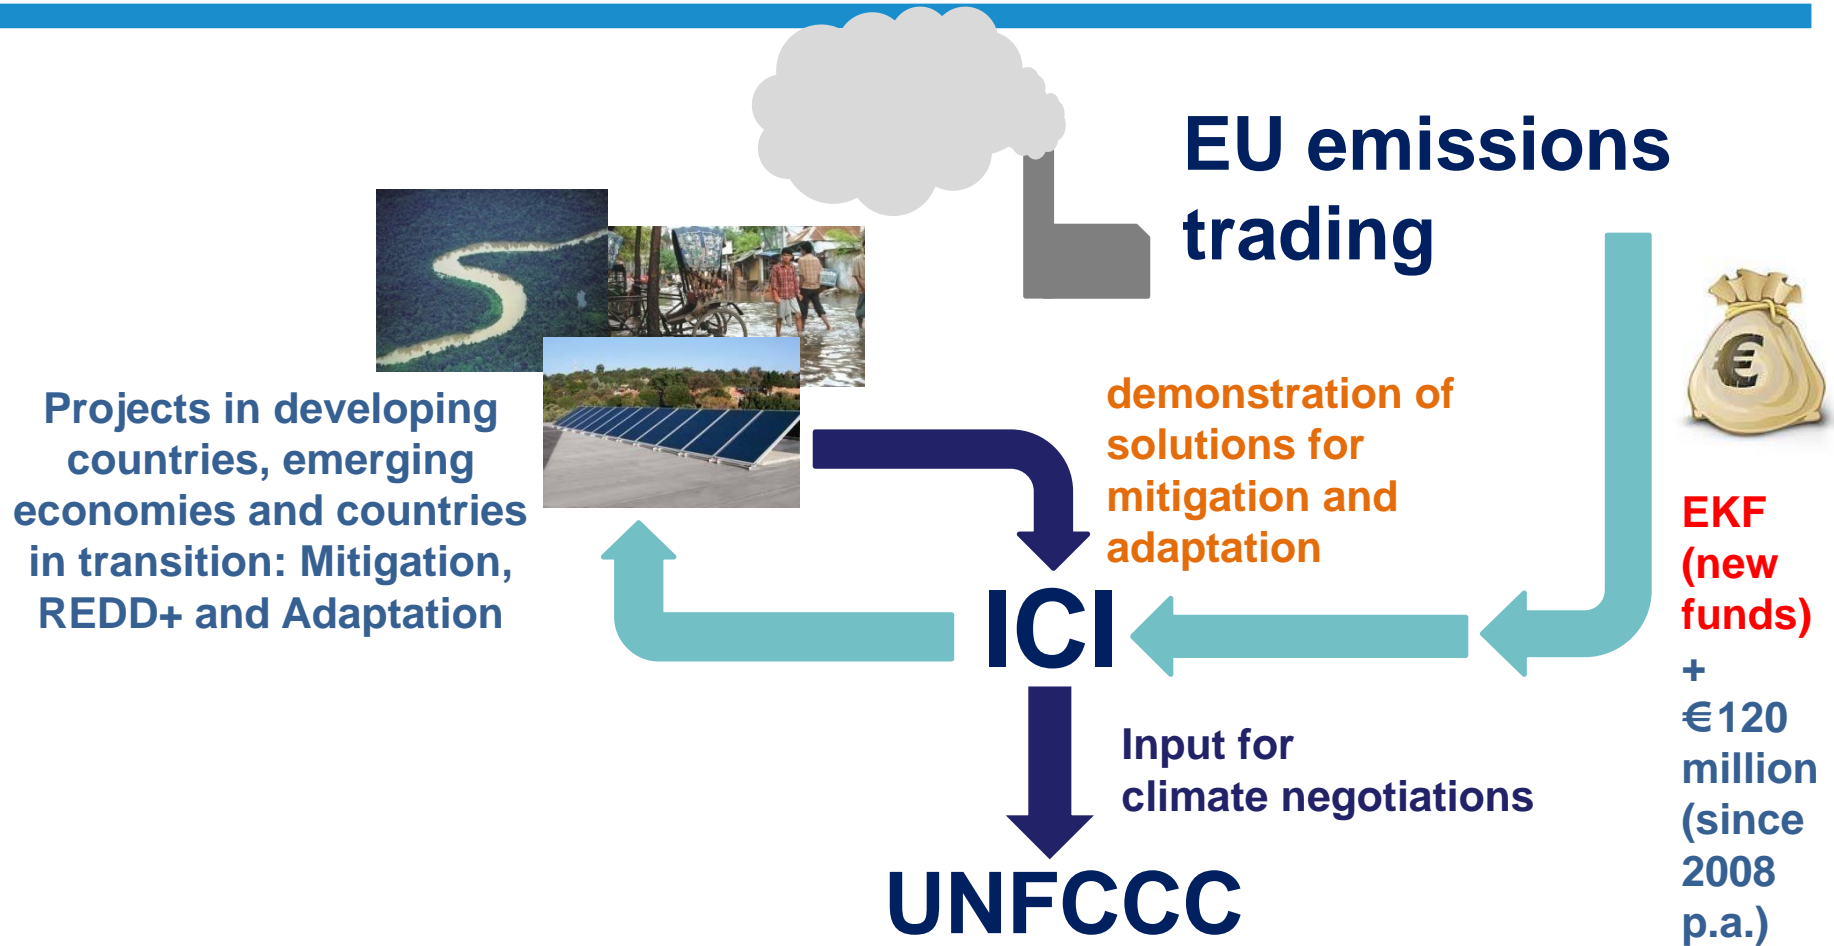 EU emissions
trading
Projects in developing
countries, emerging
economies and countries
in transition: Mitigation,
REDD+ and Adaptation
demonstration of
solutions for
mitigation and
adaptation
€
EKF
(new
funds)
+
€120
million
(since
2008
p.a.)
ICI
Input for
climate negotiations
UNFCCC